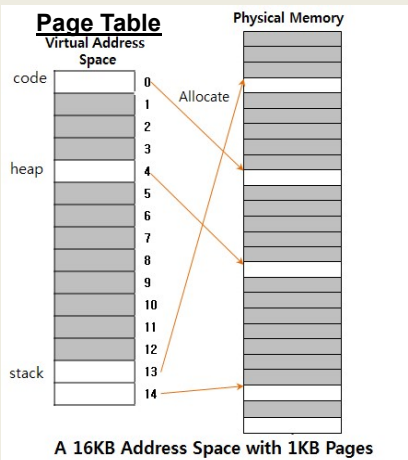 Page Table
Virtual Address
Space
Physical Memory
code
0
Allocate
1
2
3
heap
4
5
6
7
8
9
10
11
12
stack
13
14
A 16KB Address Space with 1KB Pages